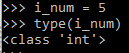 >>> i_num = 5
>>> type(i_num)
<class 'int'>